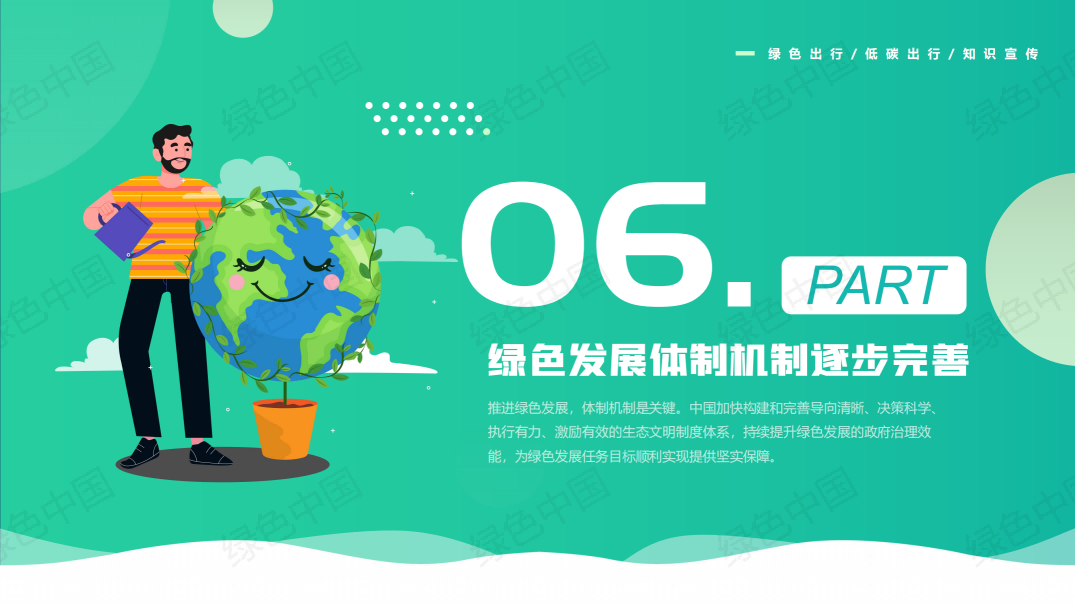 绿色出行/低碳出行/知识宣传
06.
PART
绿色发展体制机制逐步完善
推进绿色发展，体制机制是关键。中国加快构建和完善导向清晰、决策科学、
执行有力、激励有效的生态文明制度体系，持续提升绿色发展的政府治理效
能，为绿色发展任务目标顺利实现提供坚实保障。
绿色中国